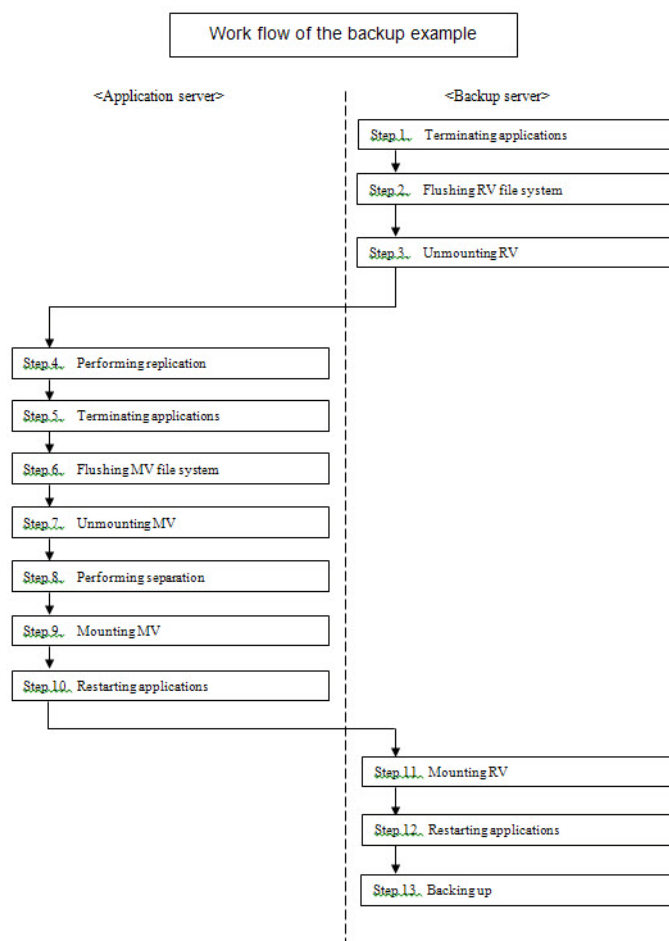 Work flow of the backup example
<Application server>
<Backup server>
Step.1. Terminating applications
Step.2. Flushing RV file system
Step.3. Unmounting RV
Step.4. Performing replication
Step.5. Terminating applications
Step.6. Flushing MV file system
Step.7. Unmounting MV
Step.8. Performing separation
Step.9. Mounting MV
Step.10. Restarting applications
Step.11. Mounting RV
Step.12. Restarting applications
Step.13. Backing up